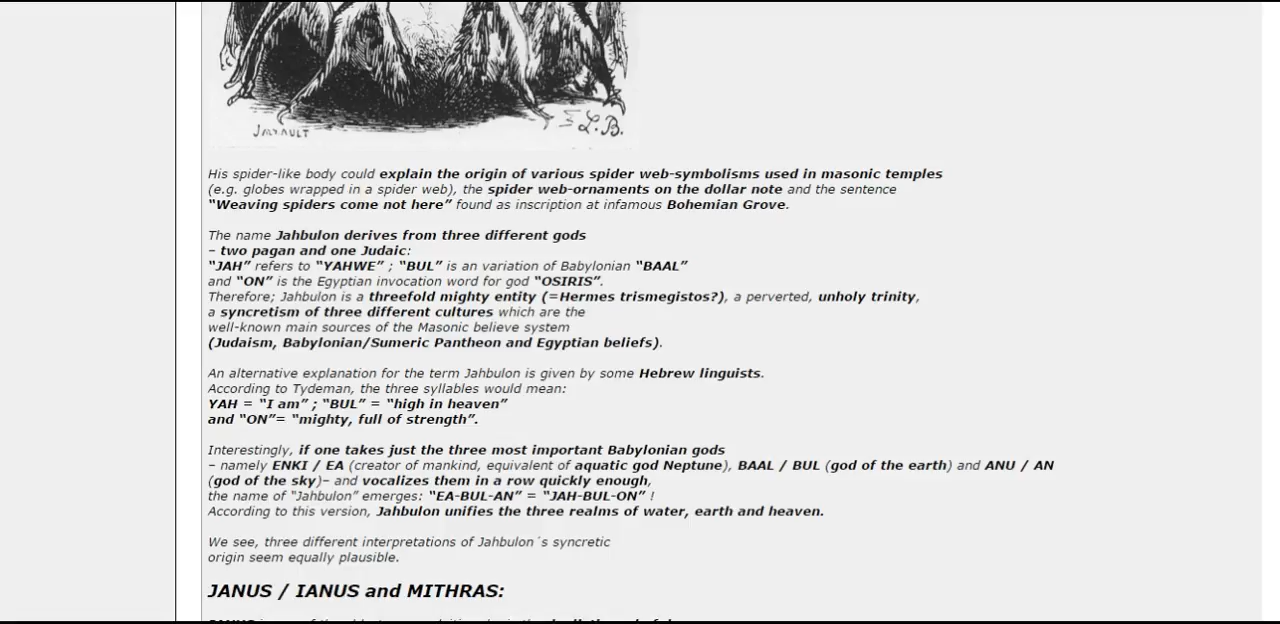 JARRAULT
L.B.
His spider-like body could explain the origin of various spider web-symbolisms used in masonic temples
(e.g. globes wrapped in a spider web), the spider web-ornaments on the dollar note and the sentence
“Weaving spiders come not here” found as inscription at infamous Bohemian Grove.
The name Jahbulon derives from three different gods
– two pagan and one Judaic:
“JAH” refers to “YAHWE” ; “BUL” is an variation of Babylonian “BAAL”
and “ON” is the Egyptian invocation word for god “OSIRIS”.
Therefore; Jahbulon is a threefold mighty entity (=Hermes trismegistos?), a perverted, unholy trinity,
a syncretism of three different cultures which are the
well-known main sources of the Masonic believe system
(Judaism, Babylonian/Sumeric Pantheon and Egyptian beliefs).
An alternative explanation for the term Jahbulon is given by some Hebrew linguists.
According to Tydeman, the three syllables would mean:
YAH = “I am” ; “BUL” = “high in heaven”
and “ON”= “mighty, full of strength”.
Interestingly, if one takes just the three most important Babylonian gods
– namely ENKI / EA (creator of mankind, equivalent of aquatic god Neptune), BAAL / BUL (god of the earth) and ANU / AN
(god of the sky)– and vocalizes them in a row quickly enough,
the name of “Jahbulon” emerges: “EA-BUL-AN” = “JAH-BUL-ON” !
According to this version, Jahbulon unifies the three realms of water, earth and heaven.
We see, three different interpretations of Jahbulon´s syncretic
origin seem equally plausible.
JANUS / IANUS and MITHRAS: